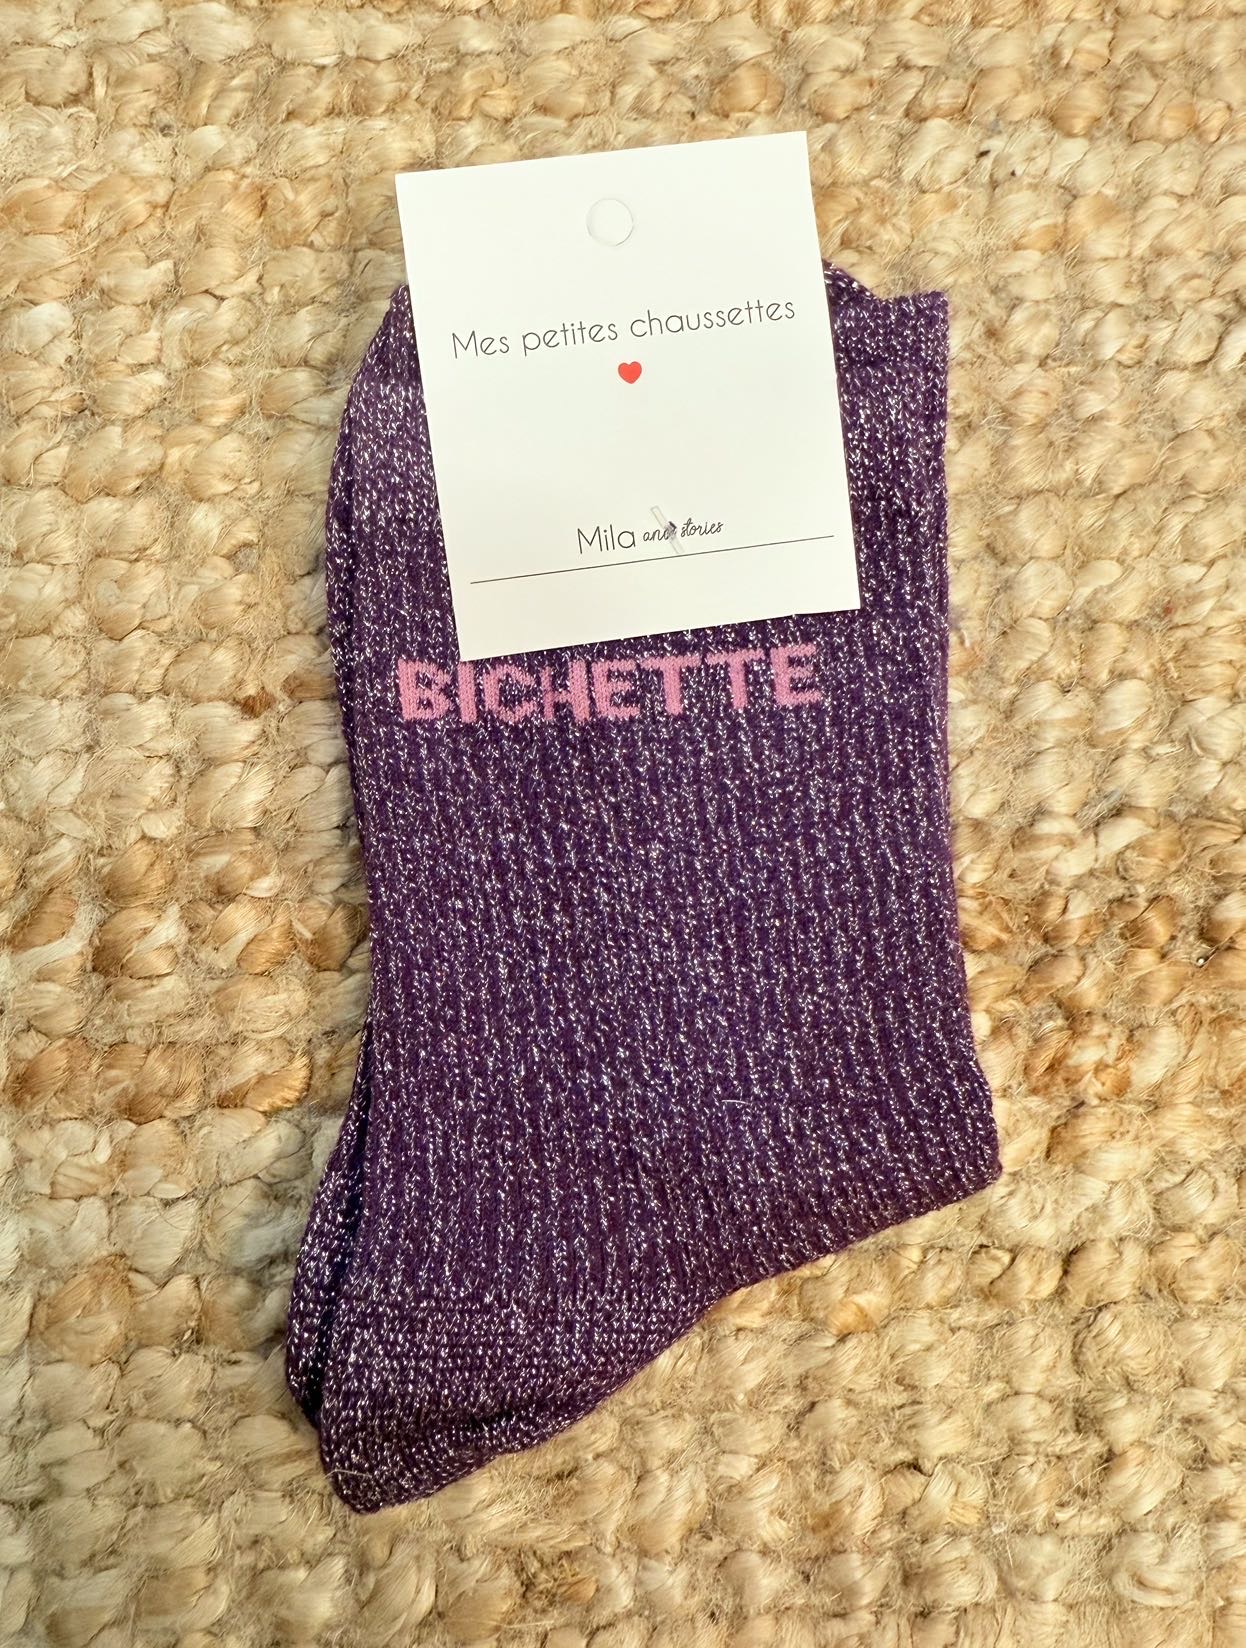 Mes petites chaussettes
Mila and stories
BICHETTE